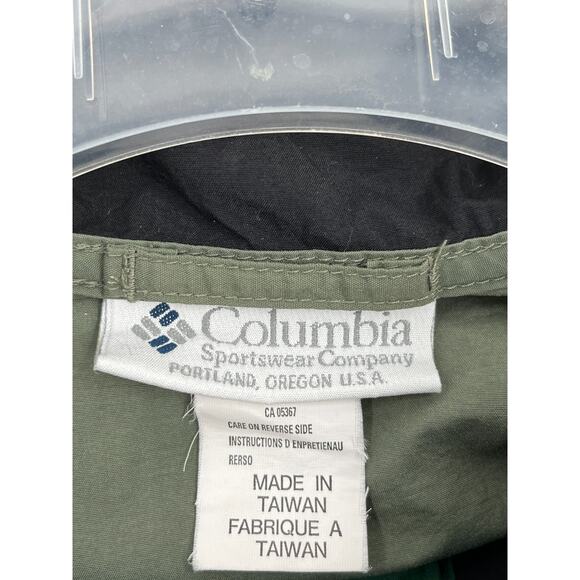 Columbia
Sportswear Company
PORTLAND, OREGON U.S.A.
CA 05367
CARE ON REVERSE SIDE
INSTRUCTIONS D ENPRETIENAU
RERSO
MADE IN
TAIWAN
FABRIQUE A
TAIWAN